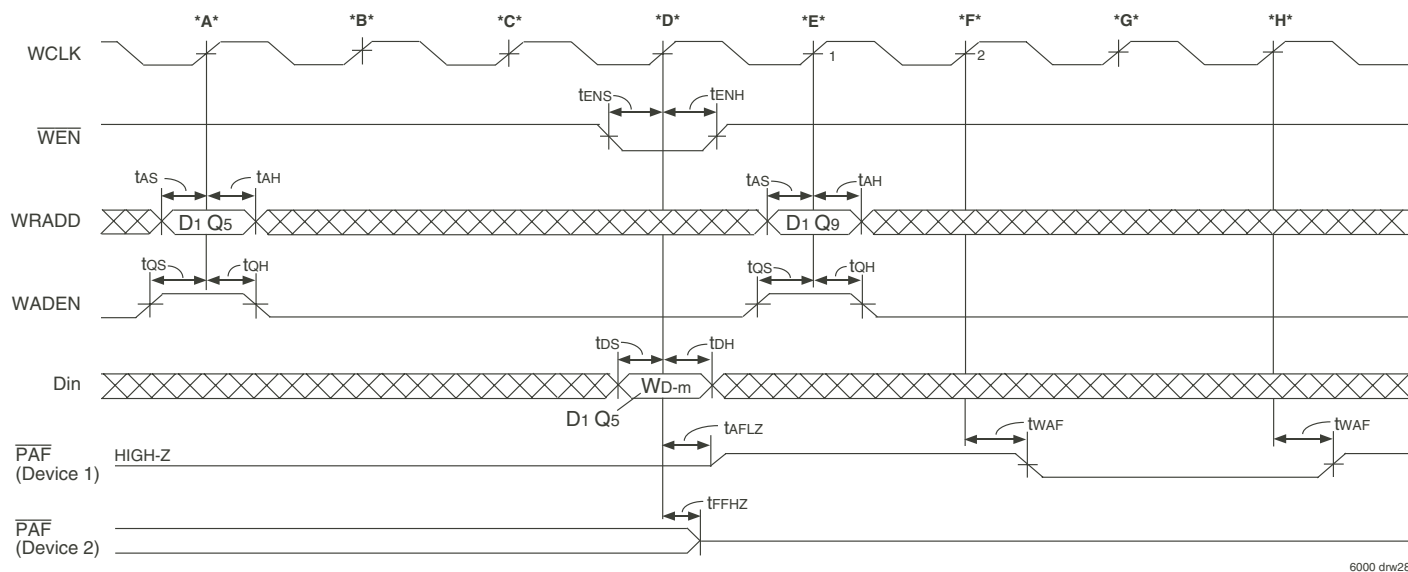 *A* *B* *C* *D* *E* *F* *G* *H*
WCLK 1 2
tENS tENH
WEN
tAS tAH tAS tAH
WRADD D1 Q5 D1 Q9
tQS tQH tQS tQH
WADEN
tDS tDH
Din WD-m
D1 Q5
tAFLZ tWAF tWAF
PAF HIGH-Z
(Device 1)
tFFHZ
PAF
(Device 2)
6000 drw28